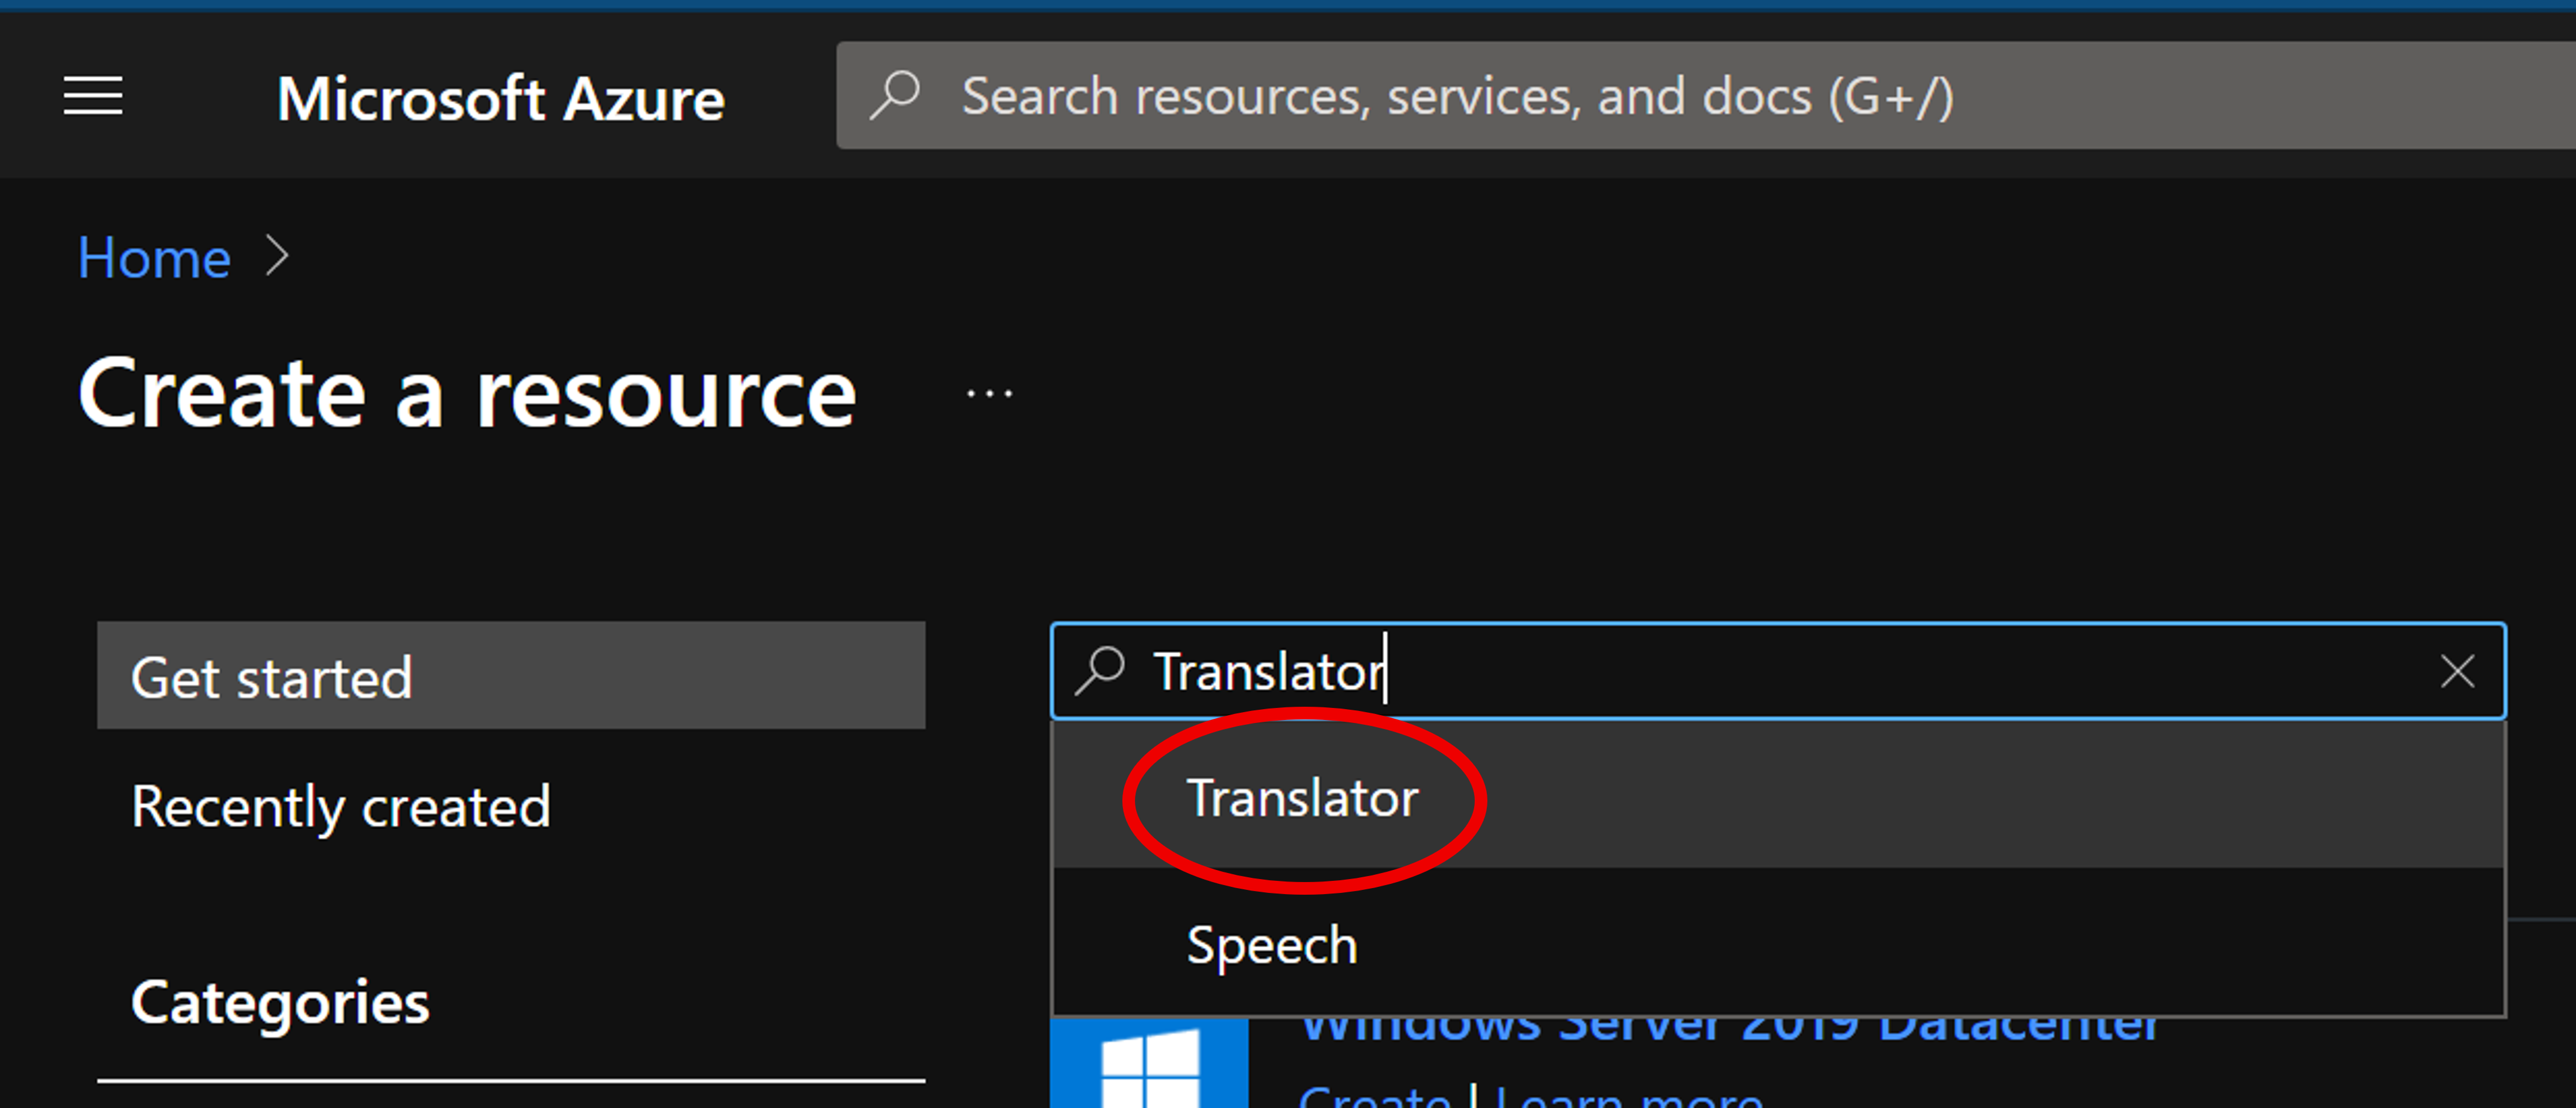 Microsoft Azure
Search resources, services, and docs (G+/)
Home
Create a resource
...
Get started
Translator
Translator
Recently created
Speech
Categories
Windows Server 2019 Datacenter
Create | Learn more